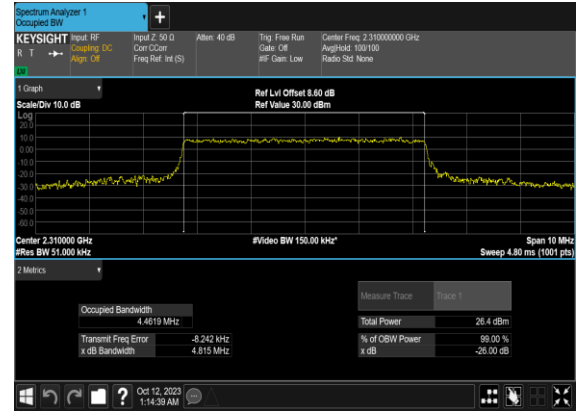 Spectrum Analyzer 1
Occupied BW
+
KEYSIGHT Input: RF Input Z: 50 Ω Atten: 40 dB Trig: Free Run Center Freq: 2.310000000 GHz
R T Coupling: DC Corr CCorr Gate: Off Avg|Hold: 100/100
Align: Off Freq Ref: Int (S) #IF Gain: Low Radio Std: None
LV
1 Graph
Ref Lvl Offset 8.60 dB
Scale/Div 10.0 dB Ref Value 30.00 dBm
Log
20.0
10.0
0.00
-10.0
-20.0
-30.0
-40.0
-50.0
-60.0
Center 2.310000 GHz #Video BW 150.00 kHz* Span 10 MHz
#Res BW 51.000 kHz Sweep 4.80 ms (1001 pts)
2 Metrics
Measure Trace Trace 1
Occupied Bandwidth
4.4619 MHz Total Power 26.4 dBm
Transmit Freq Error -8.242 kHz % of OBW Power 99.00 %
x dB Bandwidth 4.815 MHz x dB -26.00 dB
? Oct 12, 2023
1:14:39 AM